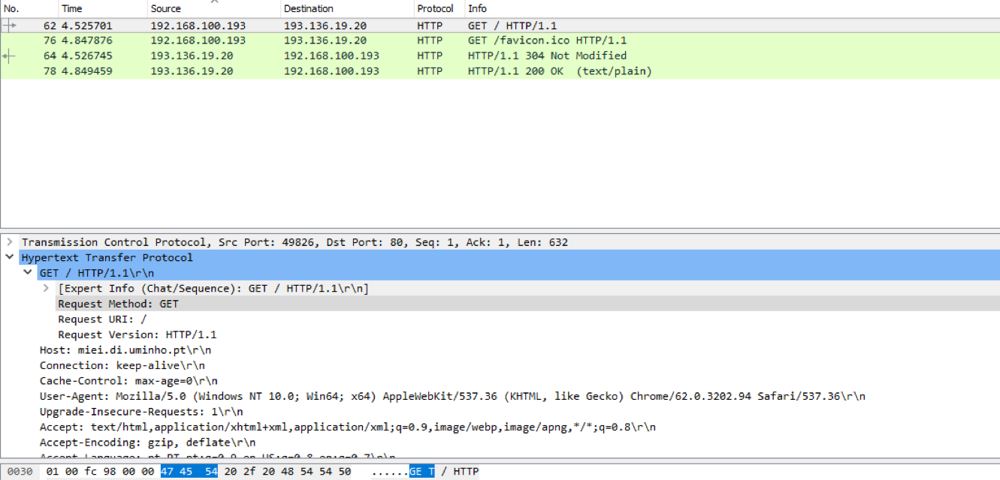 No. Time Source Destination Protocol Info
62 4.525701 192.168.100.193 193.136.19.20 HTTP GET / HTTP/1.1
76 4.847876 192.168.100.193 193.136.19.20 HTTP GET /favicon.ico HTTP/1.1
64 4.526745 193.136.19.20 192.168.100.193 HTTP HTTP/1.1 304 Not Modified
78 4.849459 193.136.19.20 192.168.100.193 HTTP HTTP/1.1 200 OK  (text/plain)
Transmission Control Protocol, Src Port: 49826, Dst Port: 80, Seq: 1, Ack: 1, Len: 632
Hypertext Transfer Protocol
GET / HTTP/1.1\r\n
[Expert Info (Chat/Sequence): GET / HTTP/1.1\r\n]
Request Method: GET
Request URI: /
Request Version: HTTP/1.1
Host: miei.di.uminho.pt\r\n
Connection: keep-alive\r\n
Cache-Control: max-age=0\r\n
User-Agent: Mozilla/5.0 (Windows NT 10.0; Win64; x64) AppleWebKit/537.36 (KHTML, like Gecko) Chrome/62.0.3202.94 Safari/537.36\r\n
Upgrade-Insecure-Requests: 1\r\n
Accept: text/html,application/xhtml+xml,application/xml;q=0.9,image/webp,image/apng,*/*;q=0.8\r\n
Accept-Encoding: gzip, deflate\r\n
Accept-Language: pt-PT,pt;q=0.9,en-US;q=0.8,en;q=0.7\r\n
0030 01 00 fc 98 00 00 47 45 54 20 2f 20 48 54 54 50 ......GE T / HTTP